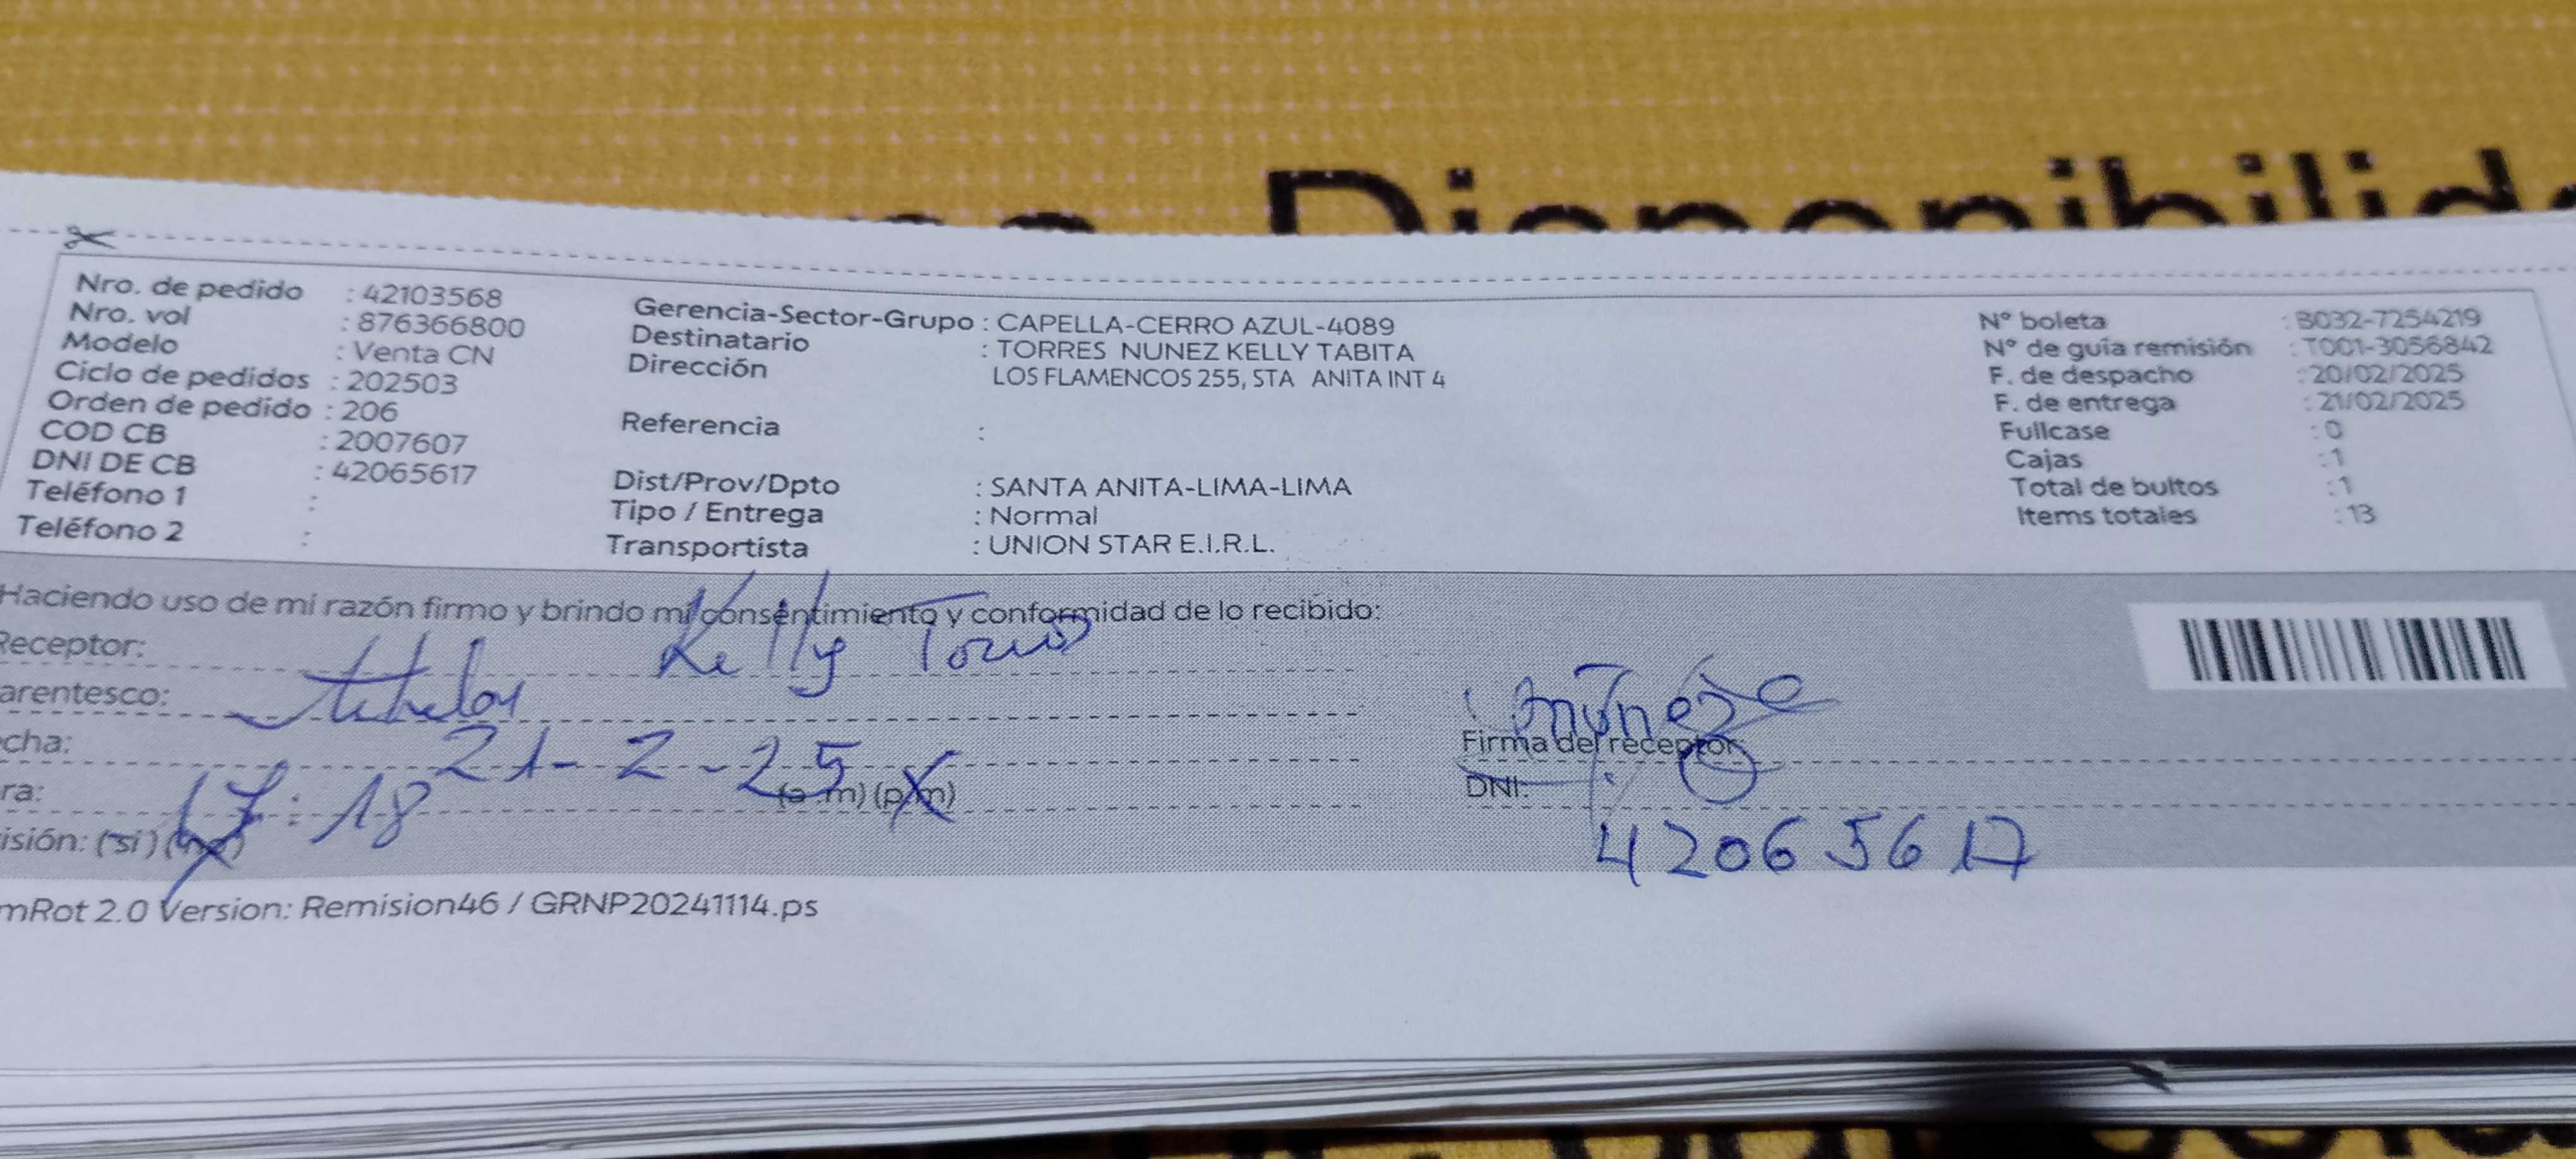 Disponibilid
Nro. de pedido : 42103568
Nro. vol : 876366800
Modelo : Venta CN
Ciclo de pedidos : 202503
Orden de pedido : 206
COD CB : 2007607
DNI DE CB : 42065617
Teléfono 1 :
Teléfono 2 :
Gerencia-Sector-Grupo : CAPELLA-CERRO AZUL-4089
Destinatario : TORRES NUNEZ KELLY TABITA
Dirección LOS FLAMENCOS 255, STA ANITA INT 4
Referencia :
Dist/Prov/Dpto : SANTA ANITA-LIMA-LIMA
Tipo / Entrega : Normal
Transportista : UNION STAR E.I.R.L.
N° boleta : B032-7254219
N° de guía remisión : T001-3056842
F. de despacho : 20/02/2025
F. de entrega : 21/02/2025
Fullcase : 0
Cajas : 1
Total de bultos : 1
Items totales : 13
Haciendo uso de mi razón firmo y brindo mi consentimiento y conformidad de lo recibido:
Receptor: Kelly Torres
arentesco: titular
cha: 21-2-25
ra: 17:18 (a.m) (p.m)
isión: (si) (no)
Firma del receptor
DNI:
42065617
mRot 2.0 Version: Remision46 / GRNP20241114.ps